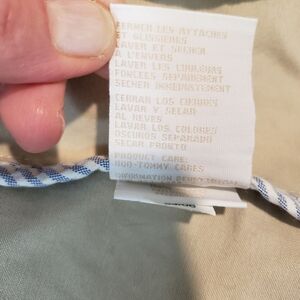 FERMER LES ATTACHES
ET GLISSIERES
LAVER ET SECHER
A L'ENVERS
LAVER LES COULEURS
FONCEES SEPAREMENT
SECHER IMMEDIATEMENT
CERRAR LOS CIERRES
LAVAR Y SECAR
AL REVES
LAVAR LOS COLORES
OSCUROS SEPARADO
SECAR PRONTO
PRODUCT CARE:
800-TOMMY CARES
INFORMATION